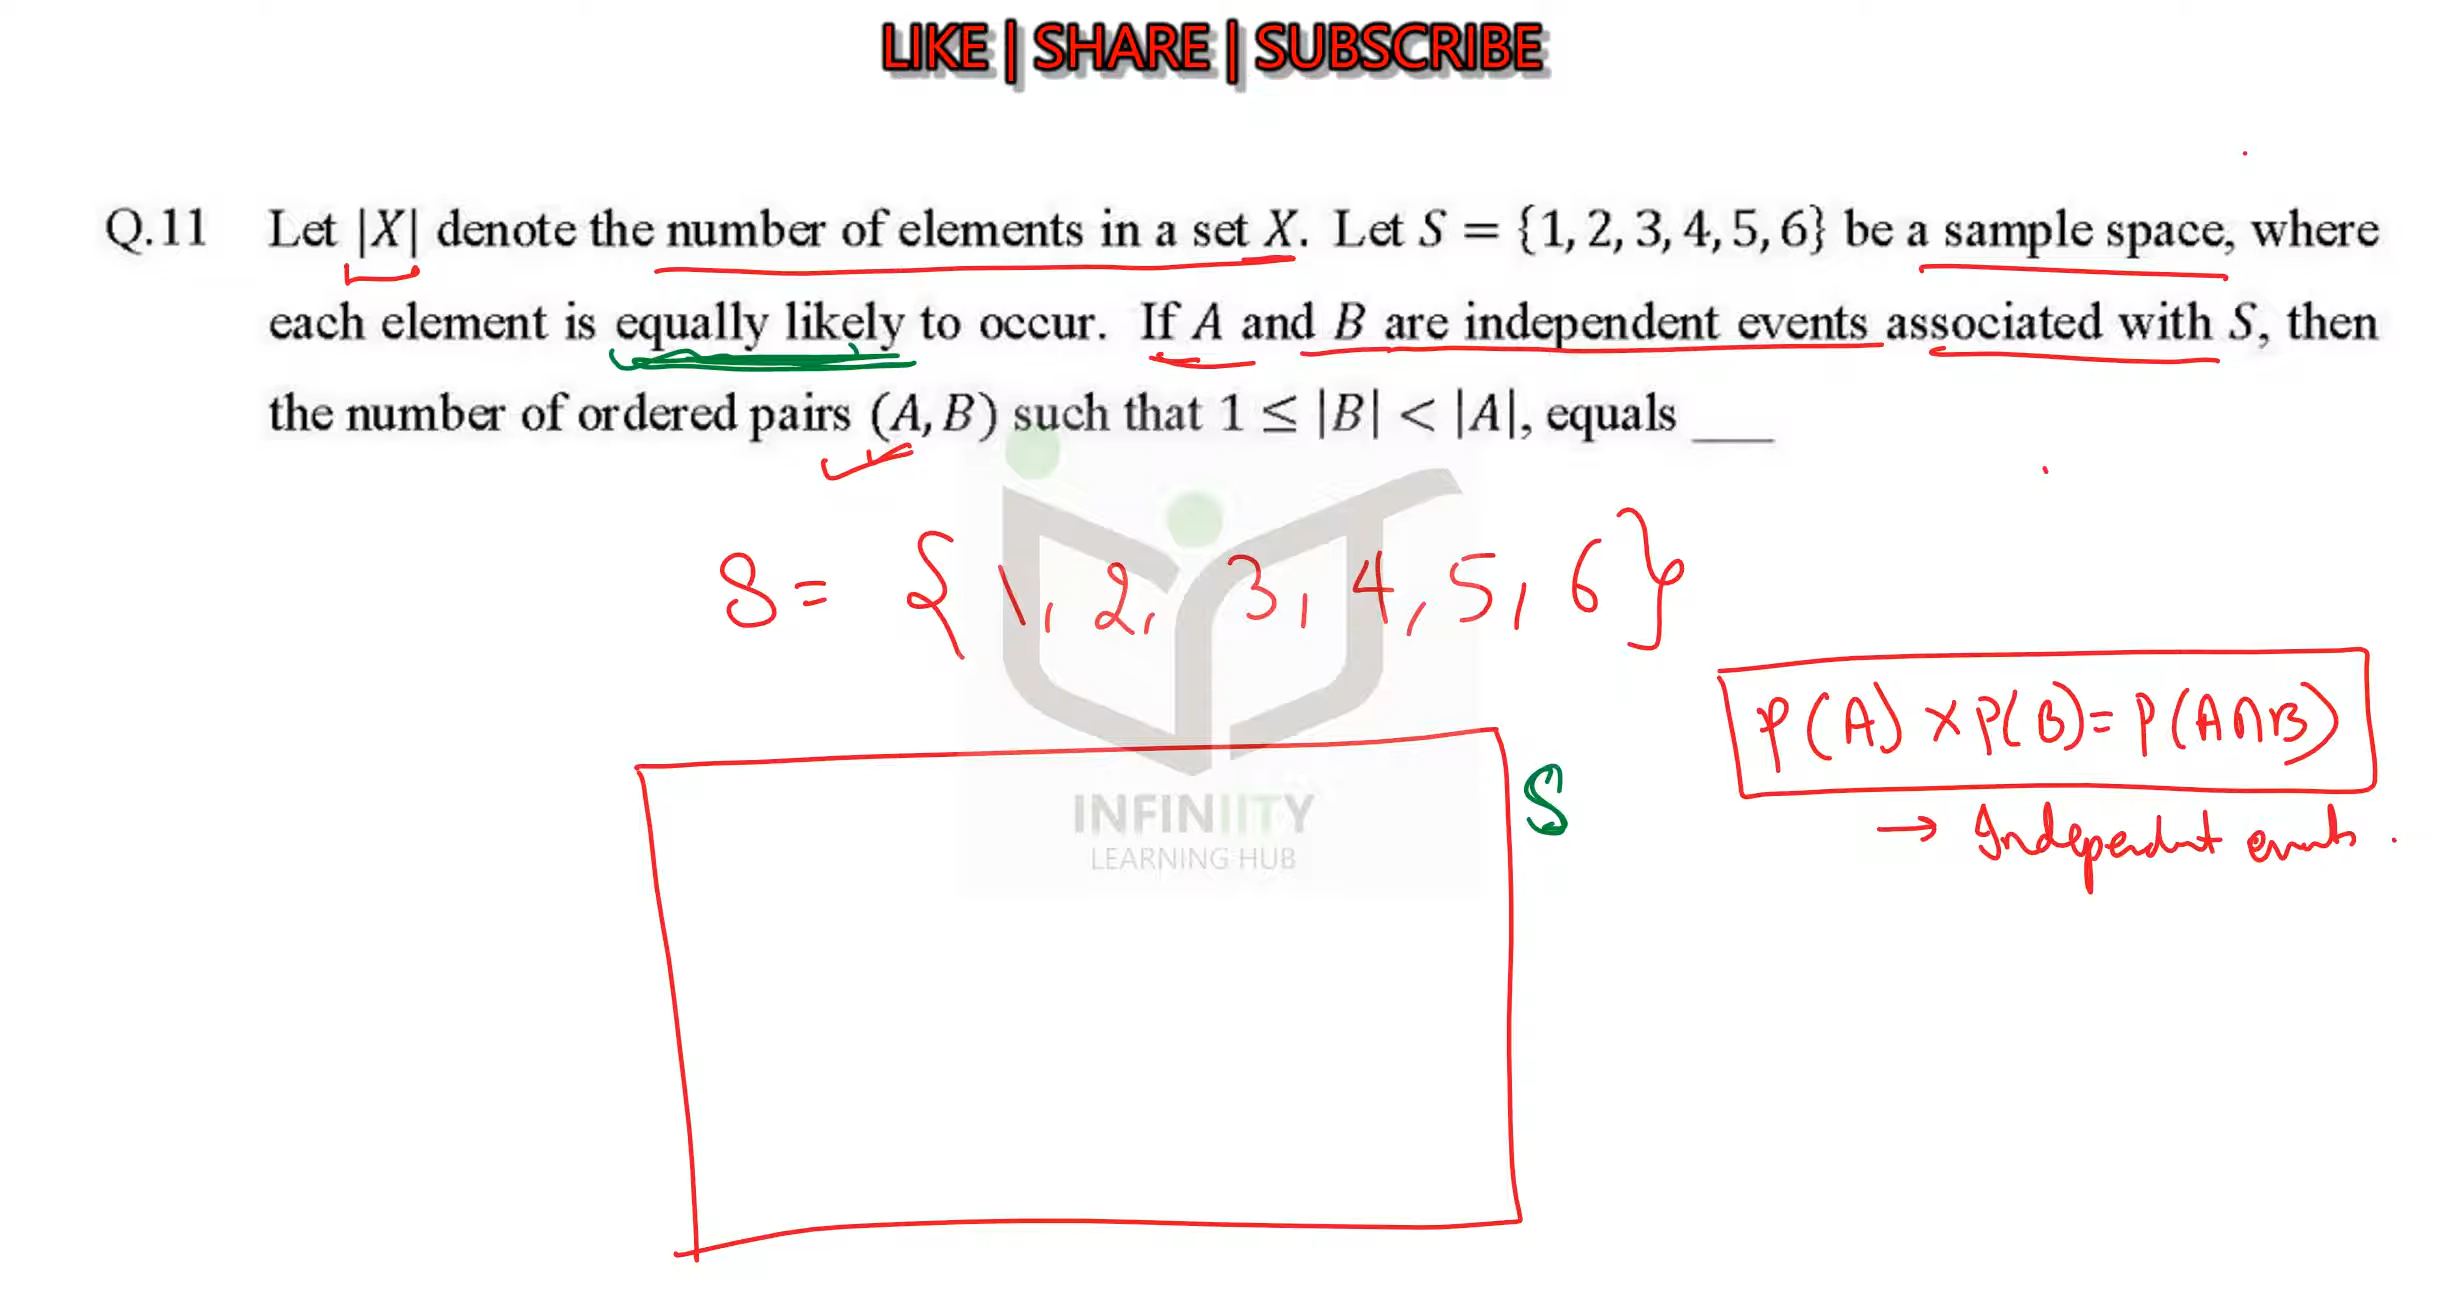 LIKE | SHARE | SUBSCRIBE
Q.11 Let |X| denote the number of elements in a set X. Let S = {1, 2, 3, 4, 5, 6} be a sample space, where
each element is equally likely to occur. If A and B are independent events associated with S, then
the number of ordered pairs (A, B) such that 1 ≤ |B| < |A|, equals ____
S = { 1, 2, 3, 4, 5, 6 }
P(A) × P(B) = P(A∩B)
→ Independent events.
S
INFINIITY
LEARNING HUB